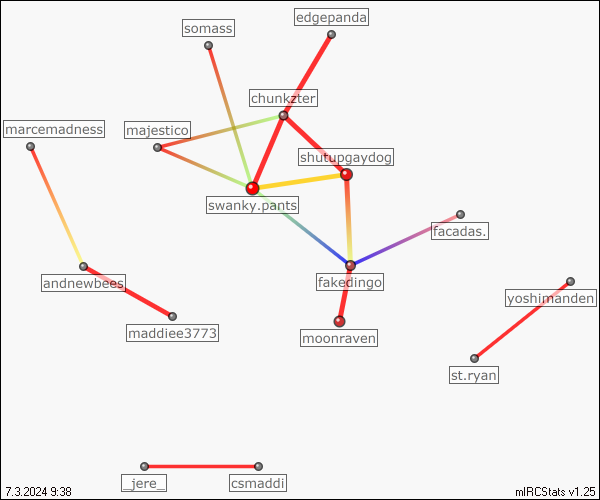 edgepanda
somass
chunkzter
marcemadness
majestico
shutupgaydog
swanky.pants
facadas.
andnewbees
fakedingo
yoshimanden
maddiee3773
moonraven
st.ryan
_jere_
csmaddi
7.3.2024 9:38
mIRCStats v1.25